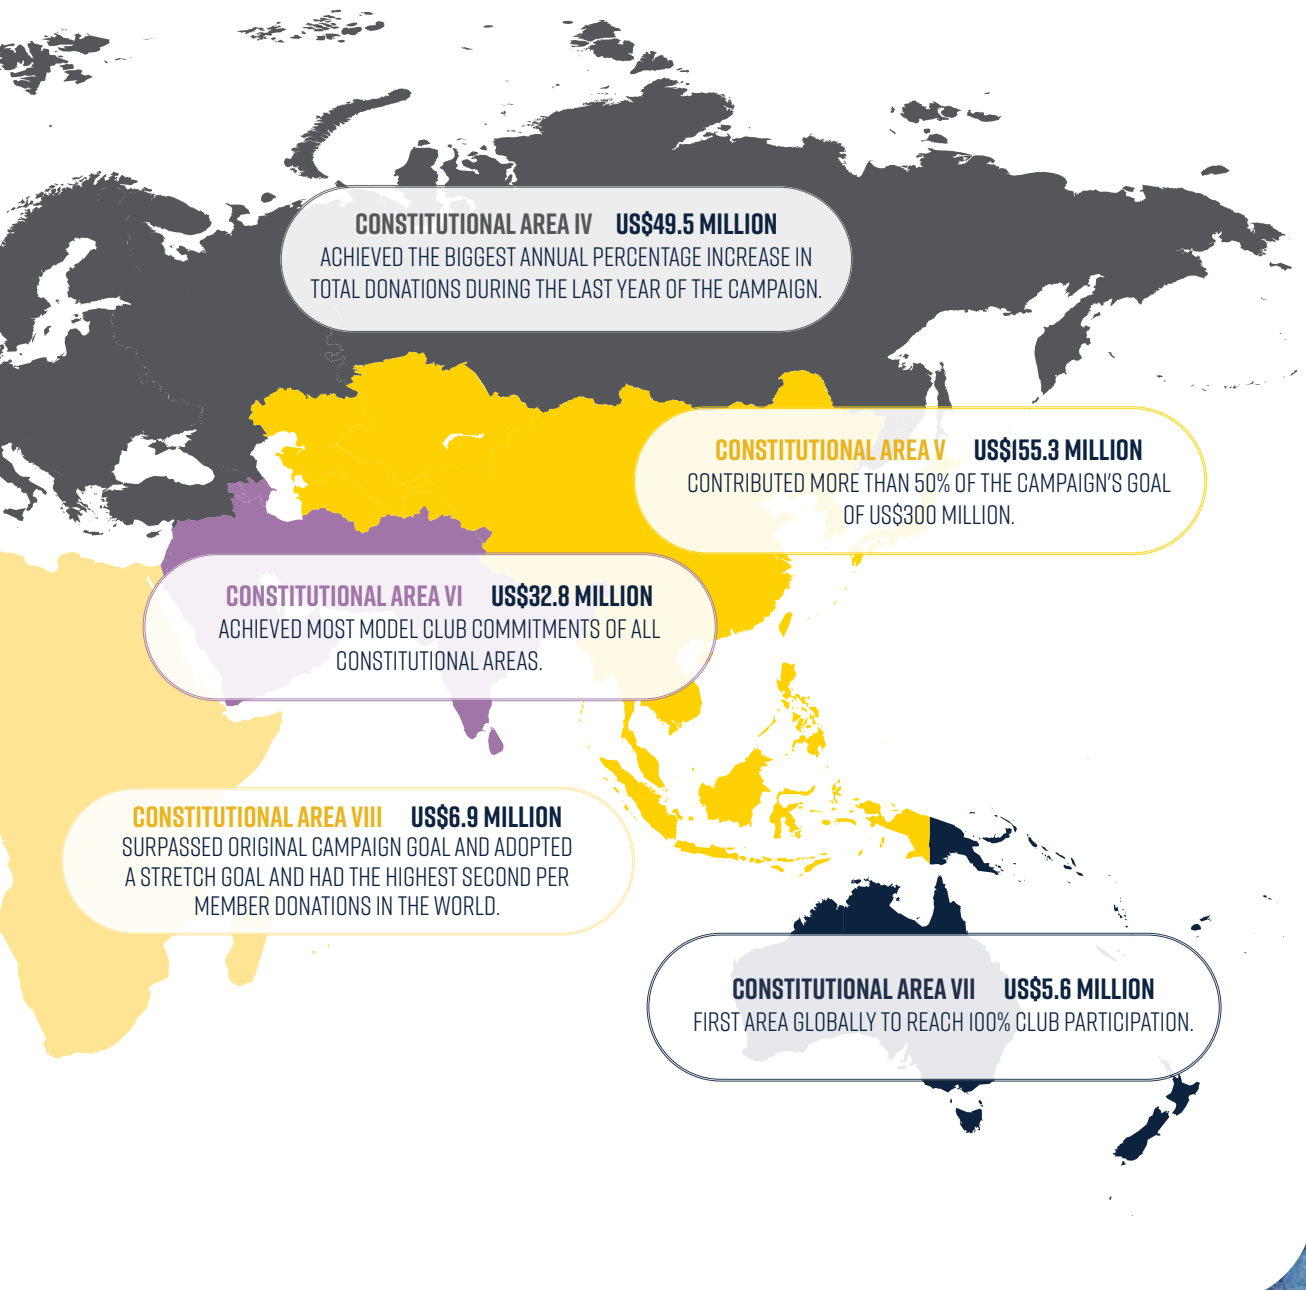 CONSTITUTIONAL AREA IV US$49.5 MILLION
ACHIEVED THE BIGGEST ANNUAL PERCENTAGE INCREASE IN
TOTAL DONATIONS DURING THE LAST YEAR OF THE CAMPAIGN.
CONSTITUTIONAL AREA V US$155.3 MILLION
CONTRIBUTED MORE THAN 50% OF THE CAMPAIGN'S GOAL
OF US$300 MILLION.
CONSTITUTIONAL AREA VI US$32.8 MILLION
ACHIEVED MOST MODEL CLUB COMMITMENTS OF ALL
CONSTITUTIONAL AREAS.
CONSTITUTIONAL AREA VIII US$6.9 MILLION
SURPASSED ORIGINAL CAMPAIGN GOAL AND ADOPTED
A STRETCH GOAL AND HAD THE HIGHEST SECOND PER
MEMBER DONATIONS IN THE WORLD.
CONSTITUTIONAL AREA VII US$5.6 MILLION
FIRST AREA GLOBALLY TO REACH 100% CLUB PARTICIPATION.